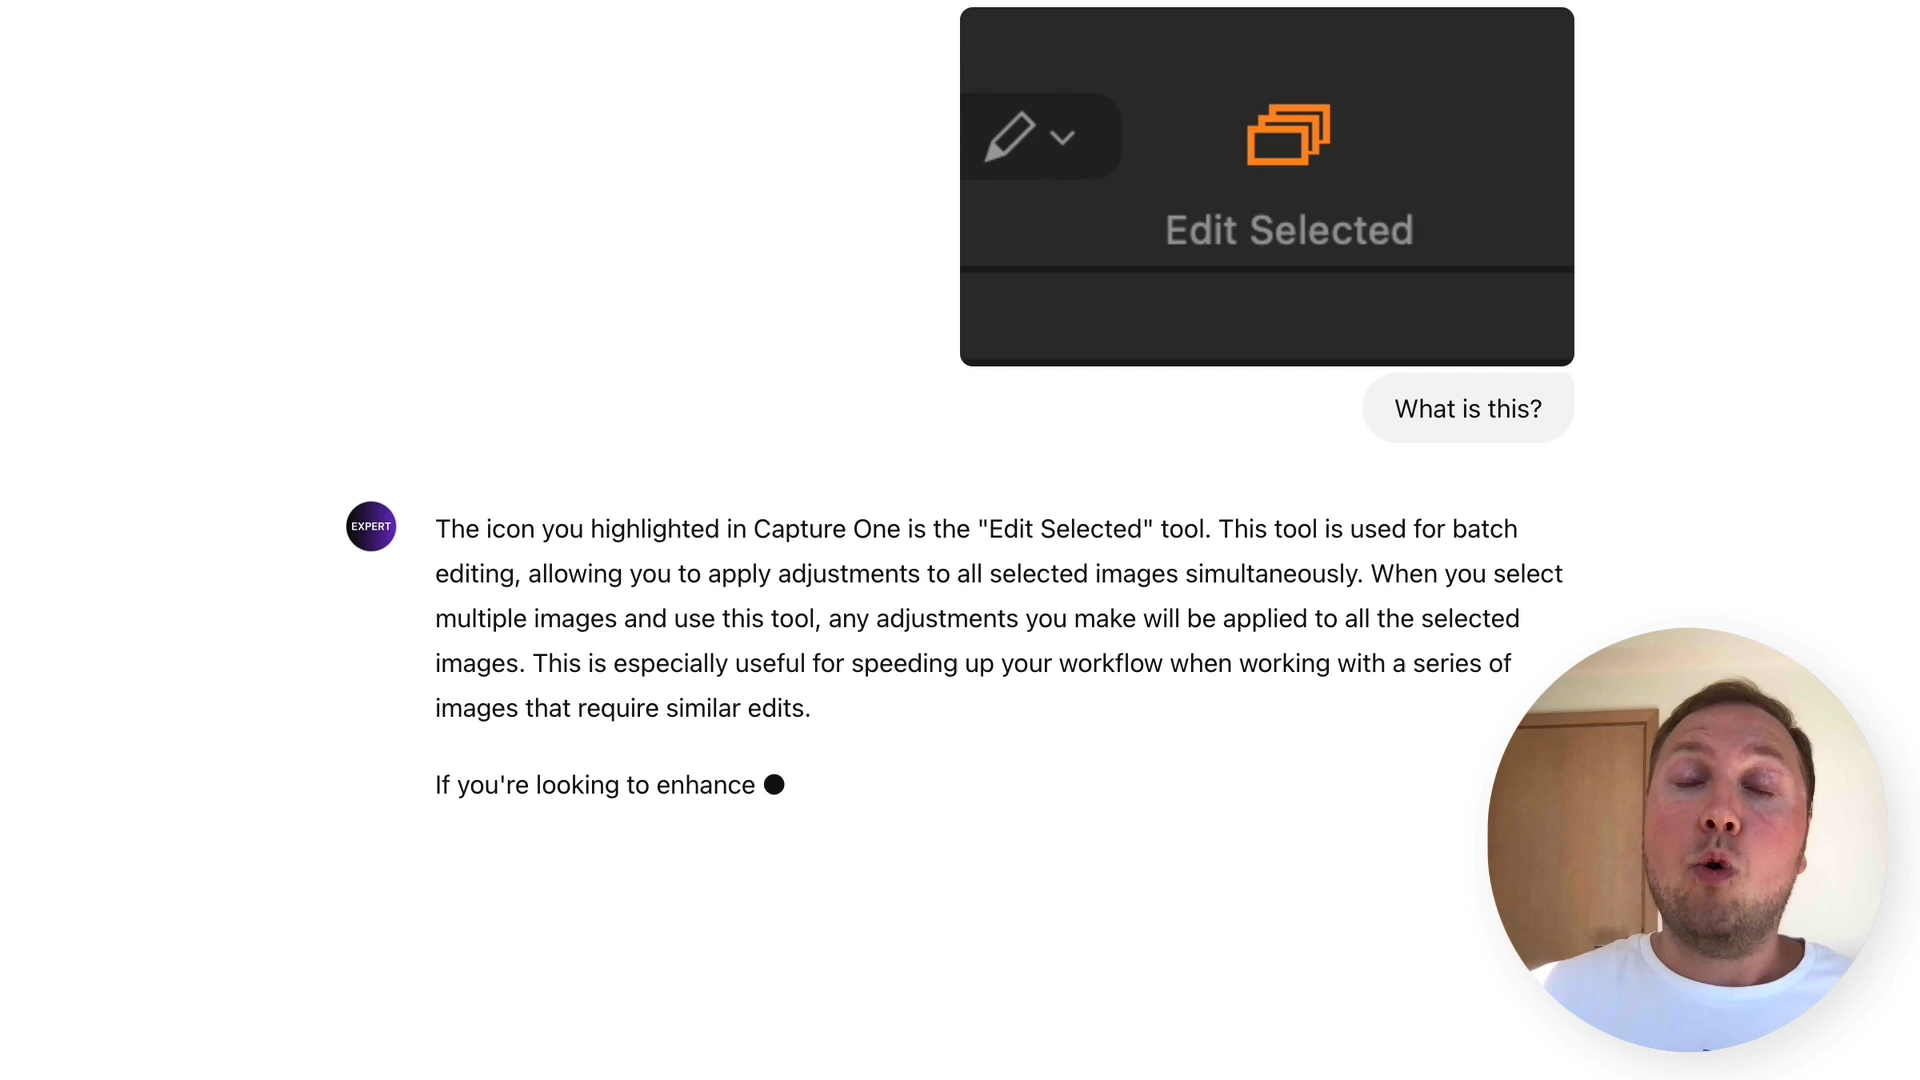 Edit Selected
What is this?
EXPERT
The icon you highlighted in Capture One is the "Edit Selected" tool. This tool is used for batch
editing, allowing you to apply adjustments to all selected images simultaneously. When you select
multiple images and use this tool, any adjustments you make will be applied to all the selected
images. This is especially useful for speeding up your workflow when working with a series of
images that require similar edits.
If you're looking to enhance